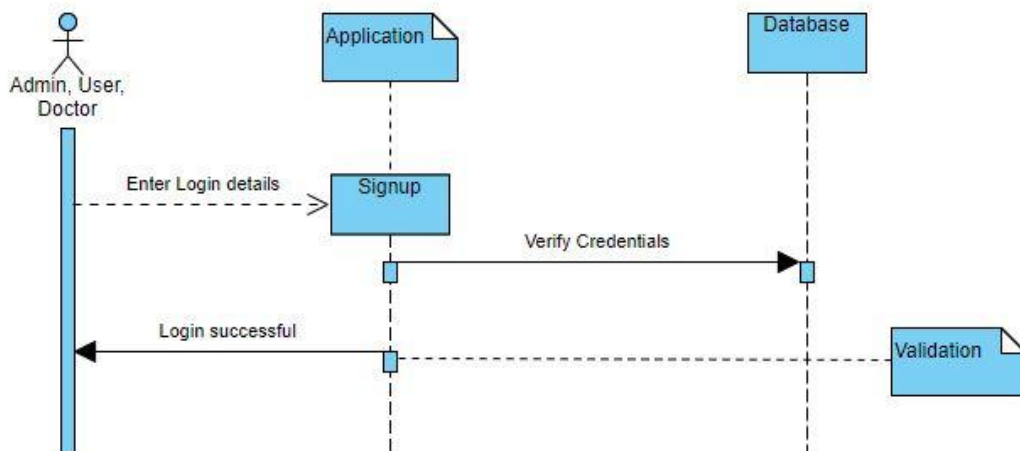 Application
Database
Admin, User,
Doctor
Enter Login details
Signup
Verify Credentials
Login successful
Validation